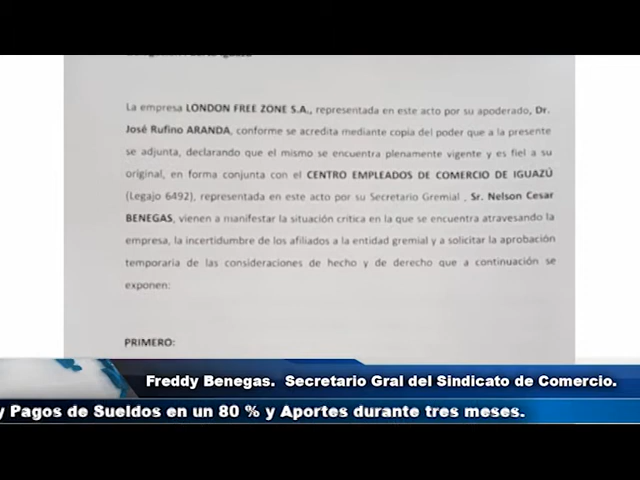 La empresa LONDON FREE ZONE S.A., representada en este acto por su apoderado, Dr.
José Rufino ARANDA, conforme se acredita mediante copia del poder que a la presente
se adjunta, declarando que el mismo se encuentra plenamente vigente y es fiel a su
original, en forma conjunta con el CENTRO EMPLEADOS DE COMERCIO DE IGUAZÚ
(Legajo 6492), representada en este acto por su Secretario Gremial , Sr. Nelson Cesar
BENEGAS, vienen a manifestar la situación critica en la que se encuentra atravesando la
empresa, la incertidumbre de los afiliados a la entidad gremial y a solicitar la aprobación
temporaria de las consideraciones de hecho y de derecho que a continuación se
exponen:
PRIMERO:
Freddy Benegas. Secretario Gral del Sindicato de Comercio.
y Pagos de Sueldos en un 80 % y Aportes durante tres meses.